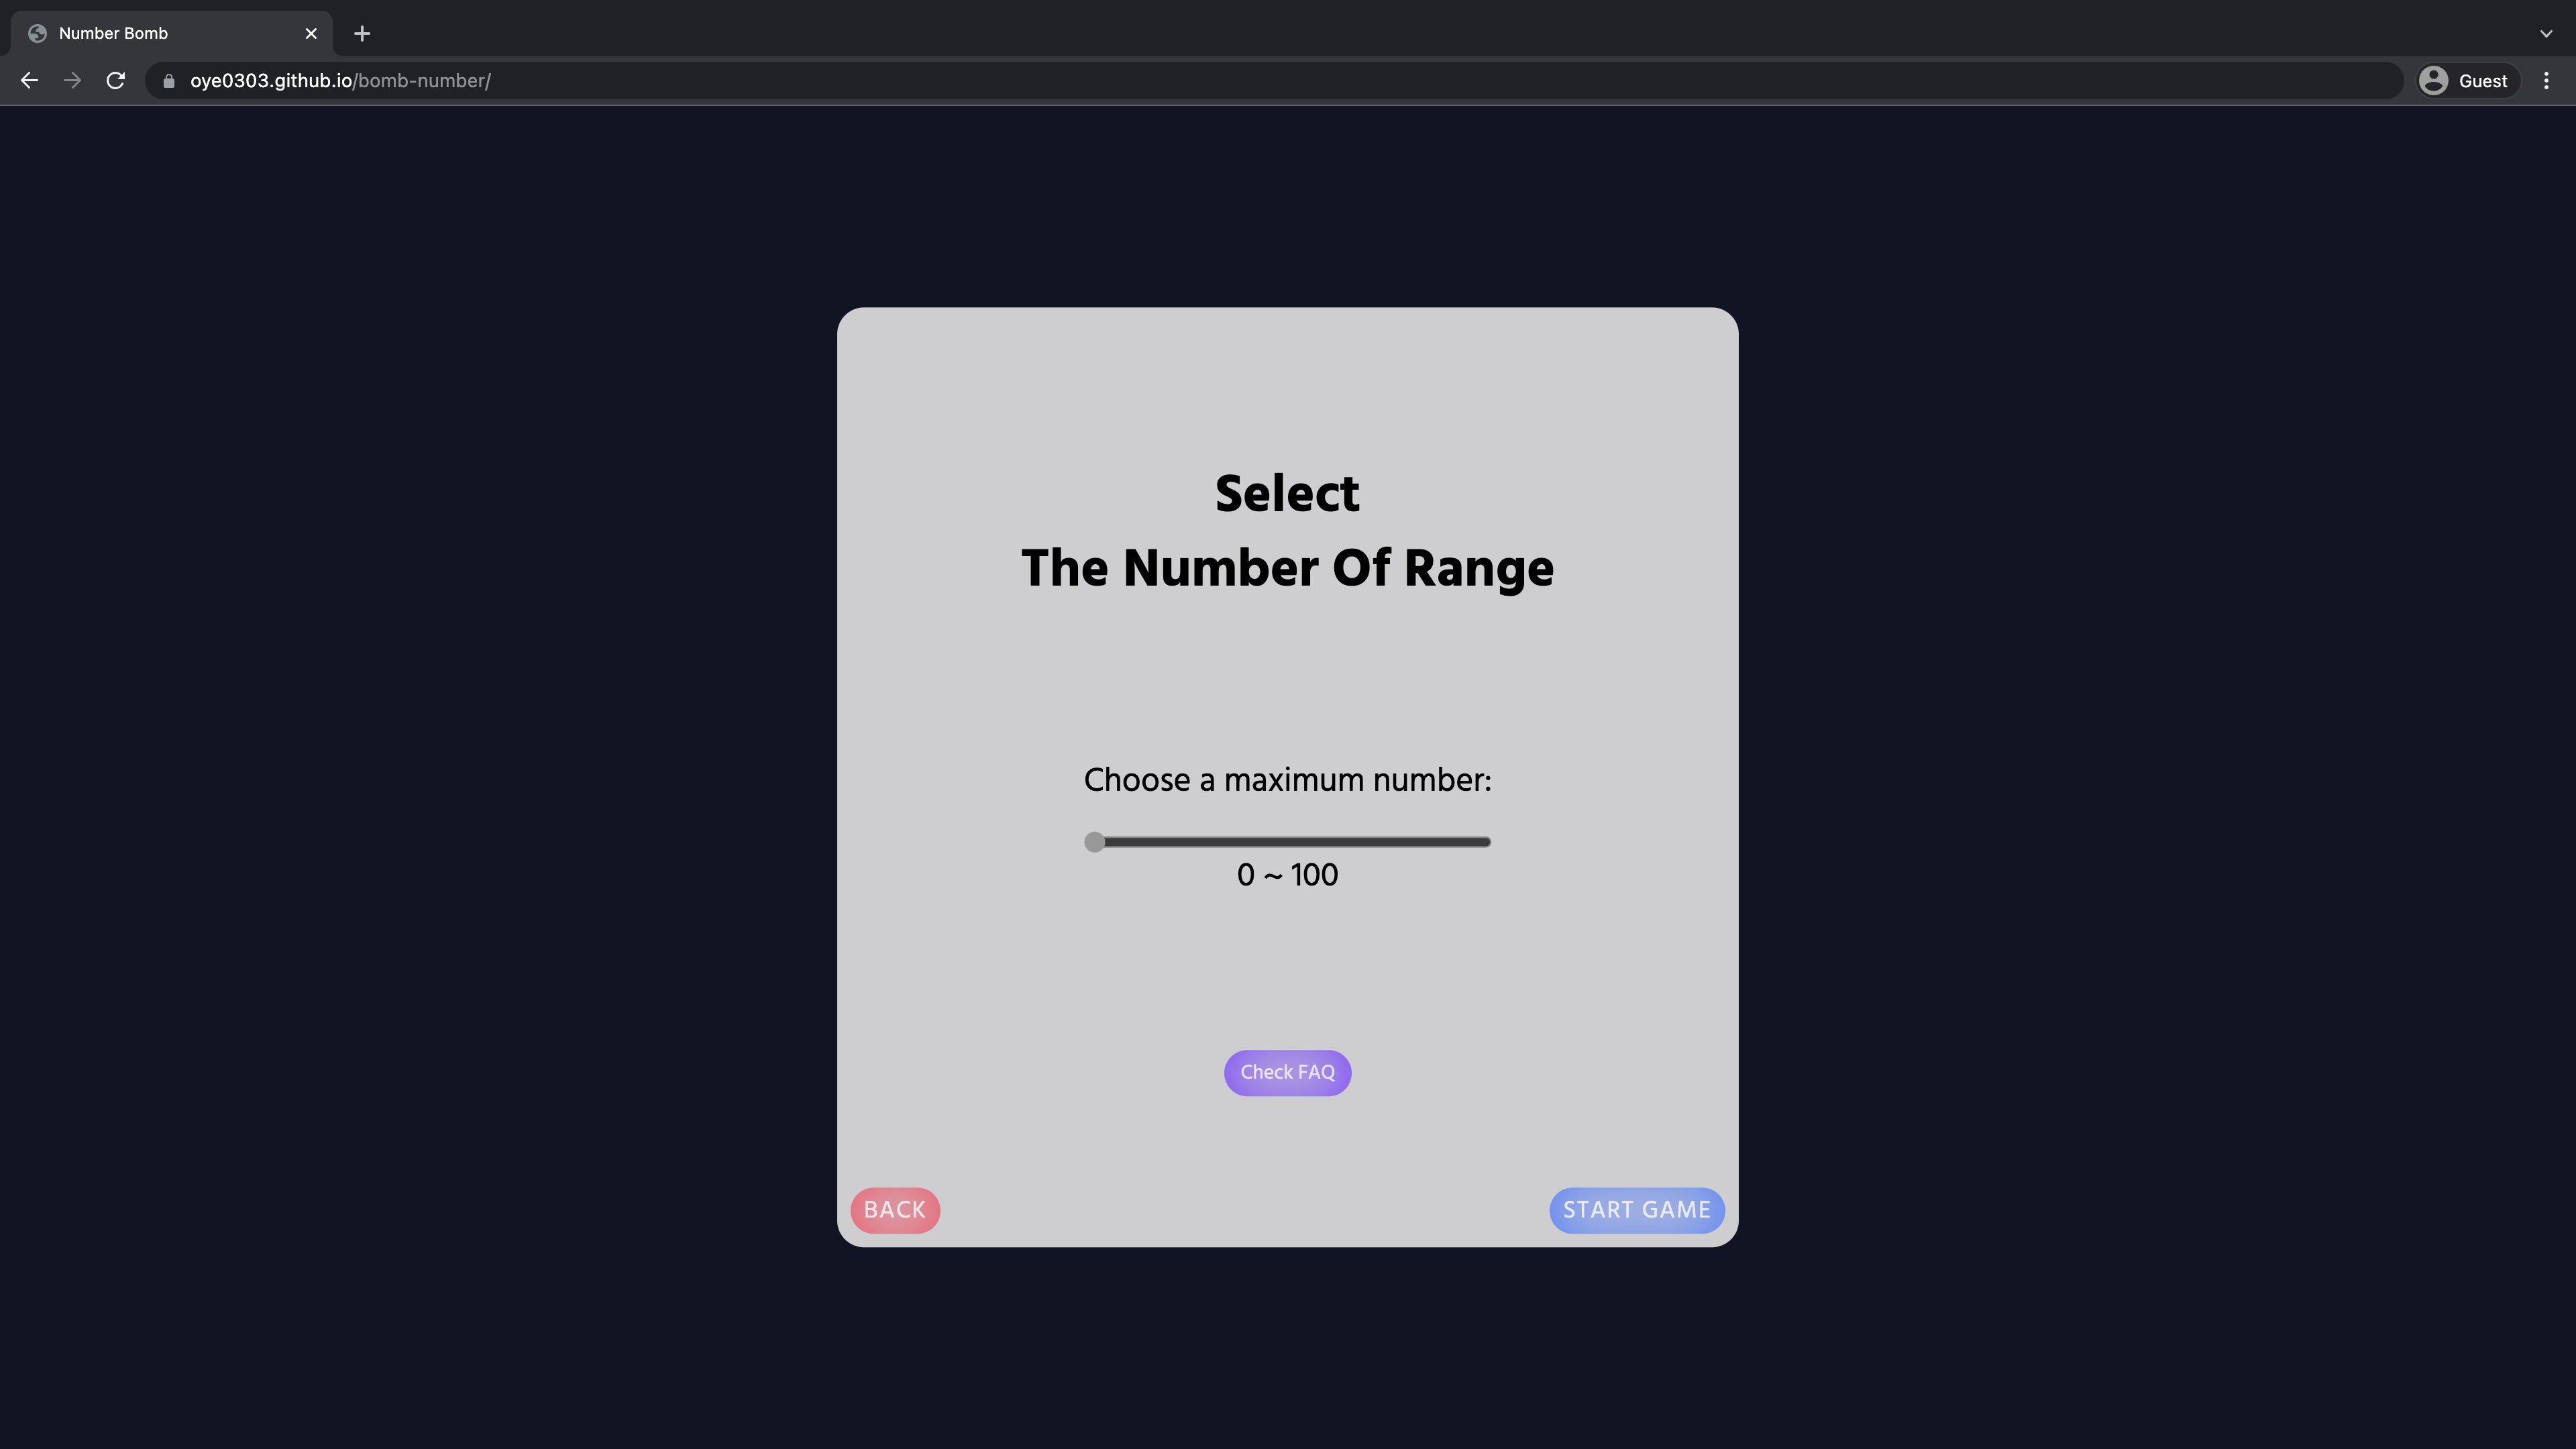 Number Bomb
oye0303.github.io/bomb-number/
Guest
Select
The Number Of Range
Choose a maximum number:
0 ~ 100
Check FAQ
BACK
START GAME